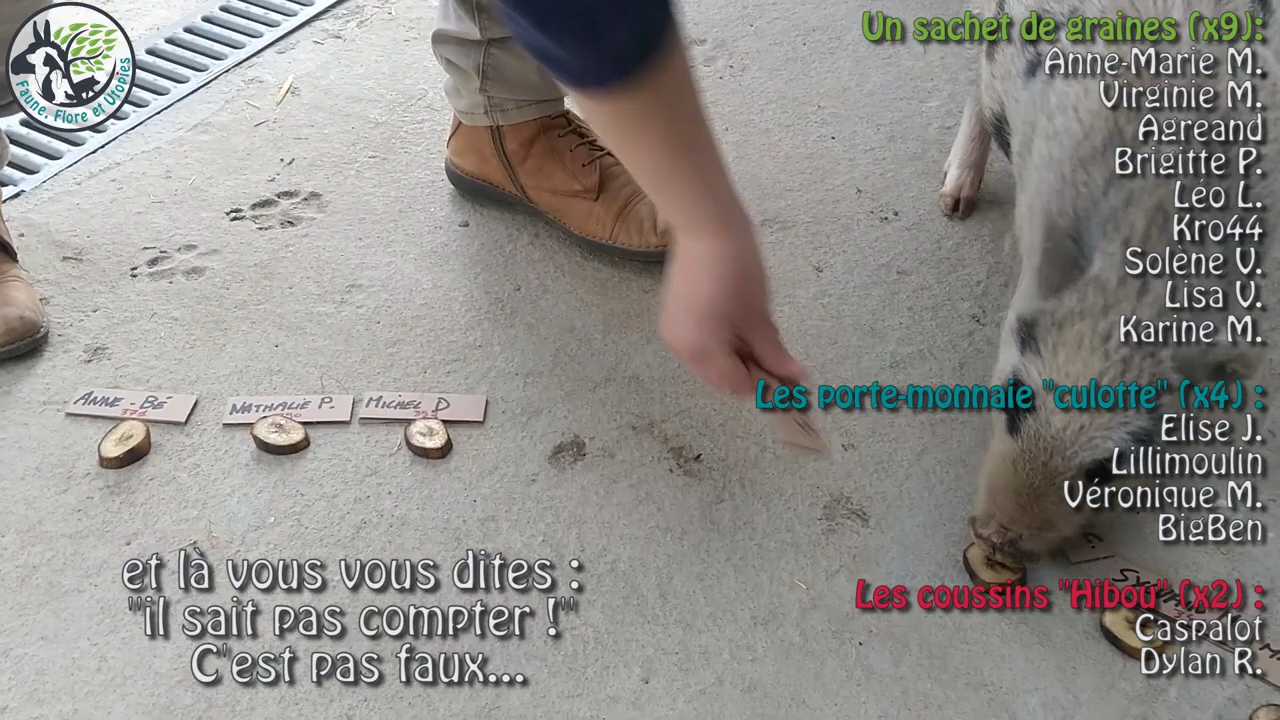 Faune, Flore et Utopies
Un sachet de graines (x9):
Anne-Marie M.
Virginie M.
Agreand
Brigitte P.
Léo L.
Kro44
Solène V.
Lisa V.
Karine M.
Les porte-monnaie "culotte" (x4) :
Elise J.
Lillimoulin
Véronique M.
BigBen
Les coussins "Hibou" (x2) :
Caspalot
Dylan R.
ANNE-BÉ
NATHALIE P.
MICHEL D
et là vous vous dites :
"il sait pas compter !"
C'est pas faux...